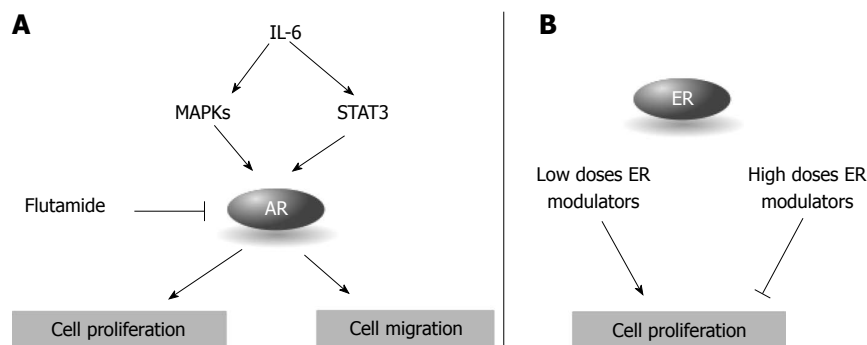 A
IL-6
MAPKs
STAT3
Flutamide
AR
Cell proliferation
Cell migration
B
ER
Low doses ER
modulators
High doses ER
modulators
Cell proliferation